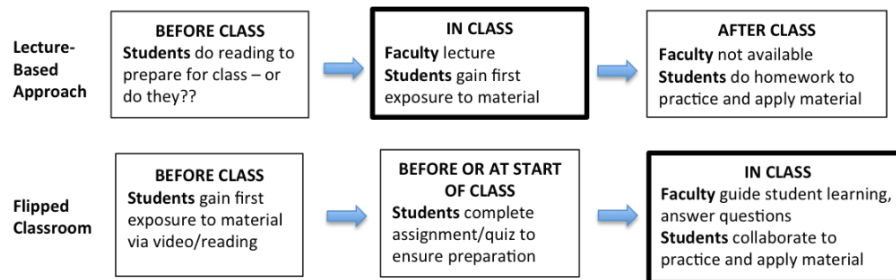 Lecture-
Based
Approach
BEFORE CLASS
Students do reading to
prepare for class – or
do they??
IN CLASS
Faculty lecture
Students gain first
exposure to material
AFTER CLASS
Faculty not available
Students do homework to
practice and apply material
Flipped
Classroom
BEFORE CLASS
Students gain first
exposure to material
via video/reading
BEFORE OR AT START
OF CLASS
Students complete
assignment/quiz to
ensure preparation
IN CLASS
Faculty guide student learning,
answer questions
Students collaborate to
practice and apply material